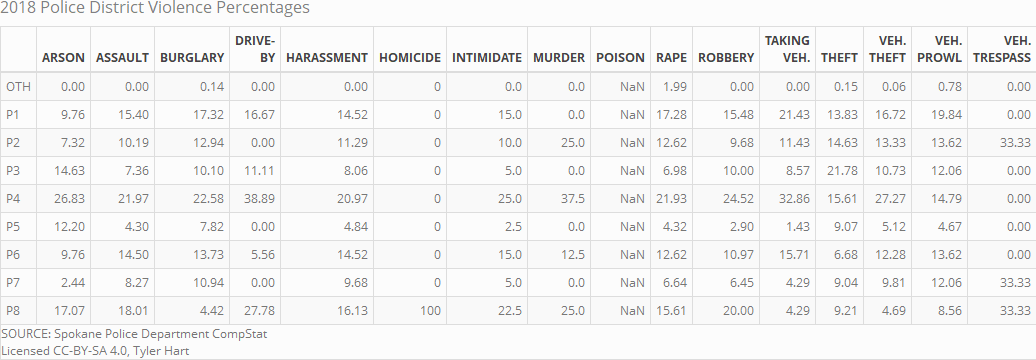 2018 Police District Violence Percentages
ARSON ASSAULT BURGLARY DRIVE-BY HARASSMENT HOMICIDE INTIMIDATE MURDER POISON RAPE ROBBERY TAKING VEH. THEFT VEH. THEFT VEH. PROWL VEH. TRESPASS
OTH 0.00 0.00 0.14 0.00 0.00 0 0.0 0.0 NaN 1.99 0.00 0.00 0.15 0.06 0.78 0.00
P1 9.76 15.40 17.32 16.67 14.52 0 15.0 0.0 NaN 17.28 15.48 21.43 13.83 16.72 19.84 0.00
P2 7.32 10.19 12.94 0.00 11.29 0 10.0 25.0 NaN 12.62 9.68 11.43 14.63 13.33 13.62 33.33
P3 14.63 7.36 10.10 11.11 8.06 0 5.0 0.0 NaN 6.98 10.00 8.57 21.78 10.73 12.06 0.00
P4 26.83 21.97 22.58 38.89 20.97 0 25.0 37.5 NaN 21.93 24.52 32.86 15.61 27.27 14.79 0.00
P5 12.20 4.30 7.82 0.00 4.84 0 2.5 0.0 NaN 4.32 2.90 1.43 9.07 5.12 4.67 0.00
P6 9.76 14.50 13.73 5.56 14.52 0 15.0 12.5 NaN 12.62 10.97 15.71 6.68 12.28 13.62 0.00
P7 2.44 8.27 10.94 0.00 9.68 0 5.0 0.0 NaN 6.64 6.45 4.29 9.04 9.81 12.06 33.33
P8 17.07 18.01 4.42 27.78 16.13 100 22.5 25.0 NaN 15.61 20.00 4.29 9.21 4.69 8.56 33.33
SOURCE: Spokane Police Department CompStat
Licensed CC-BY-SA 4.0, Tyler Hart